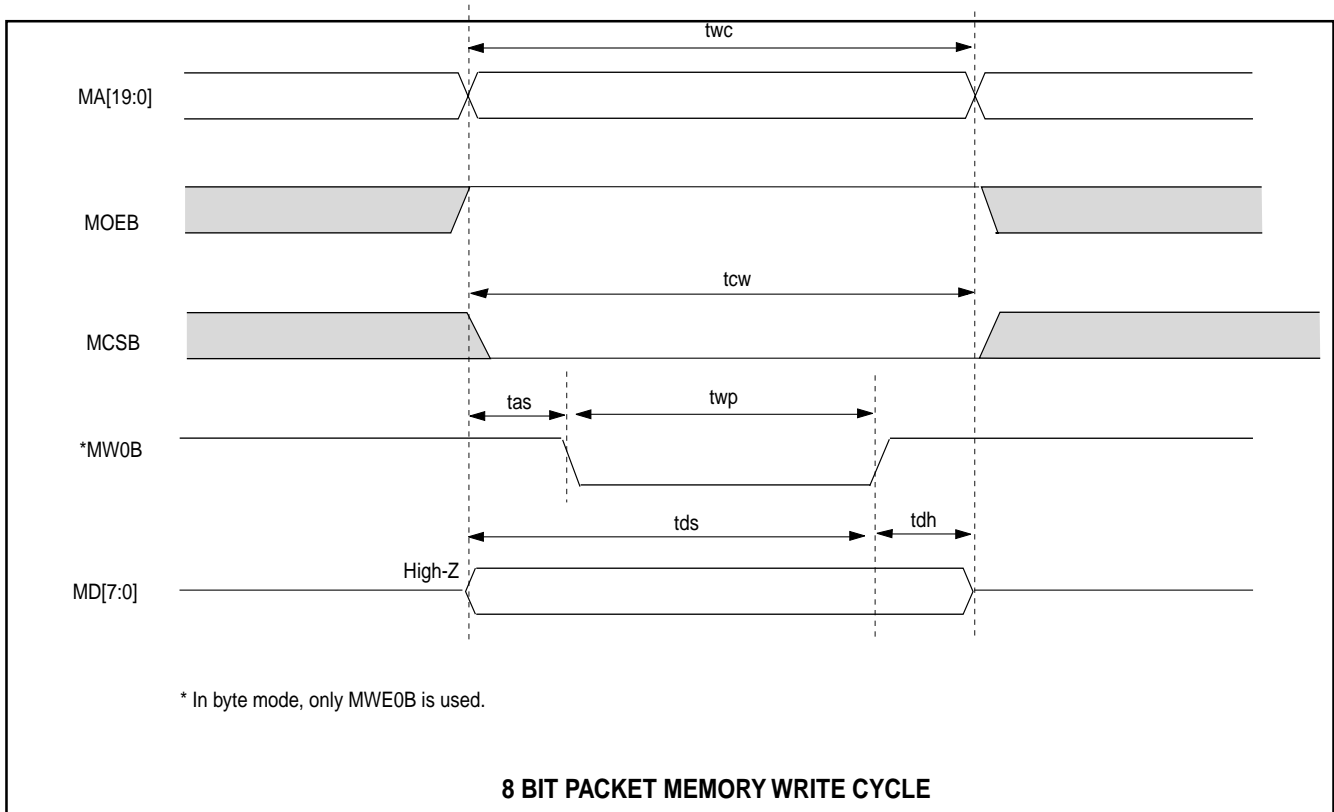 twc
MA[19:0]
MOEB
tcw
MCSB
tas
twp
*MW0B
tds
tdh
High-Z
MD[7:0]
* In byte mode, only MWE0B is used.
8 BIT PACKET MEMORY WRITE CYCLE